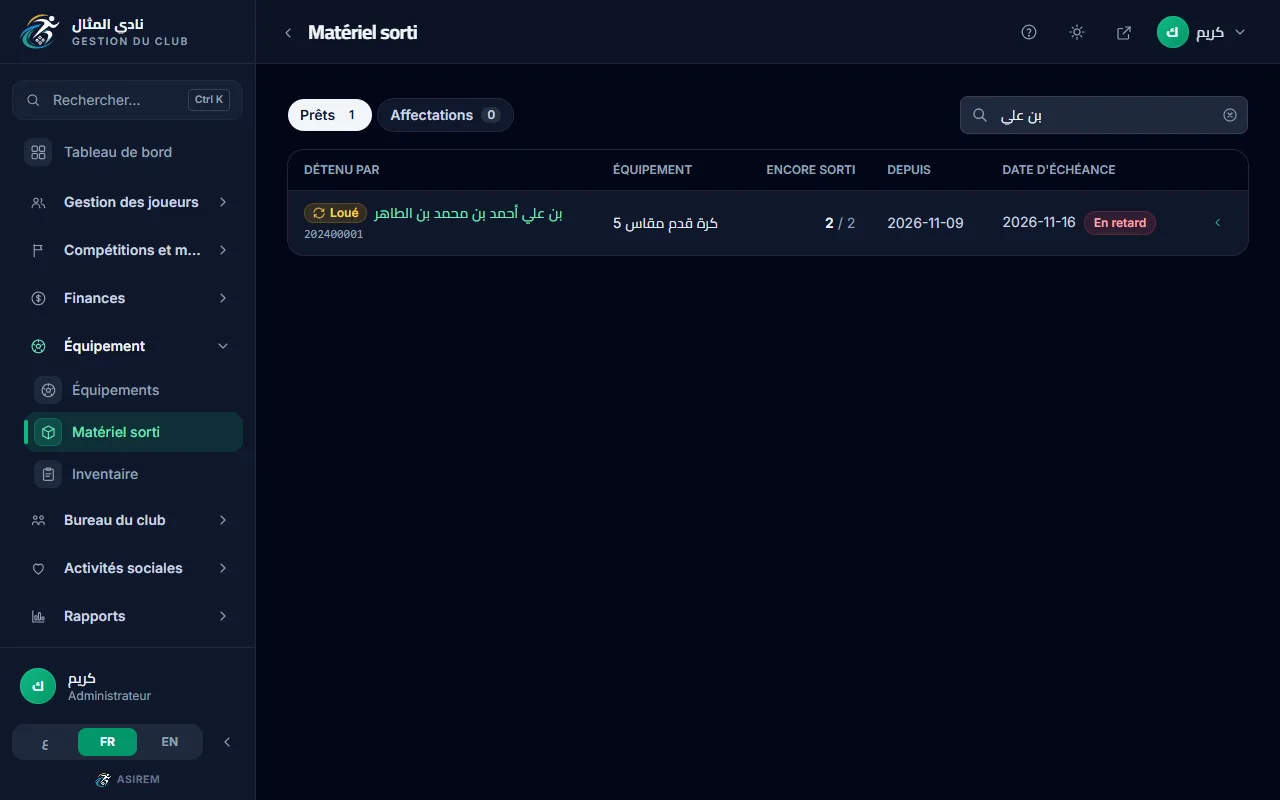 نادي المثال
GESTION DU CLUB
Rechercher...
Ctrl K
Tableau de bord
Gestion des joueurs
Compétitions et m...
Finances
Équipement
Équipements
Matériel sorti
Inventaire
Bureau du club
Activités sociales
Rapports
ك
كريم
Administrateur
ع
FR
EN
ASIREM
Matériel sorti
ك
كريم
Prêts 1
Affectations 0
بن علي
DÉTENU PAR
ÉQUIPEMENT
ENCORE SORTI
DEPUIS
DATE D'ÉCHÉANCE
Loué
بن علي أحمد بن محمد بن الطاهر
202400001
كرة قدم مقاس 5
2 / 2
2026-11-09
2026-11-16
En retard